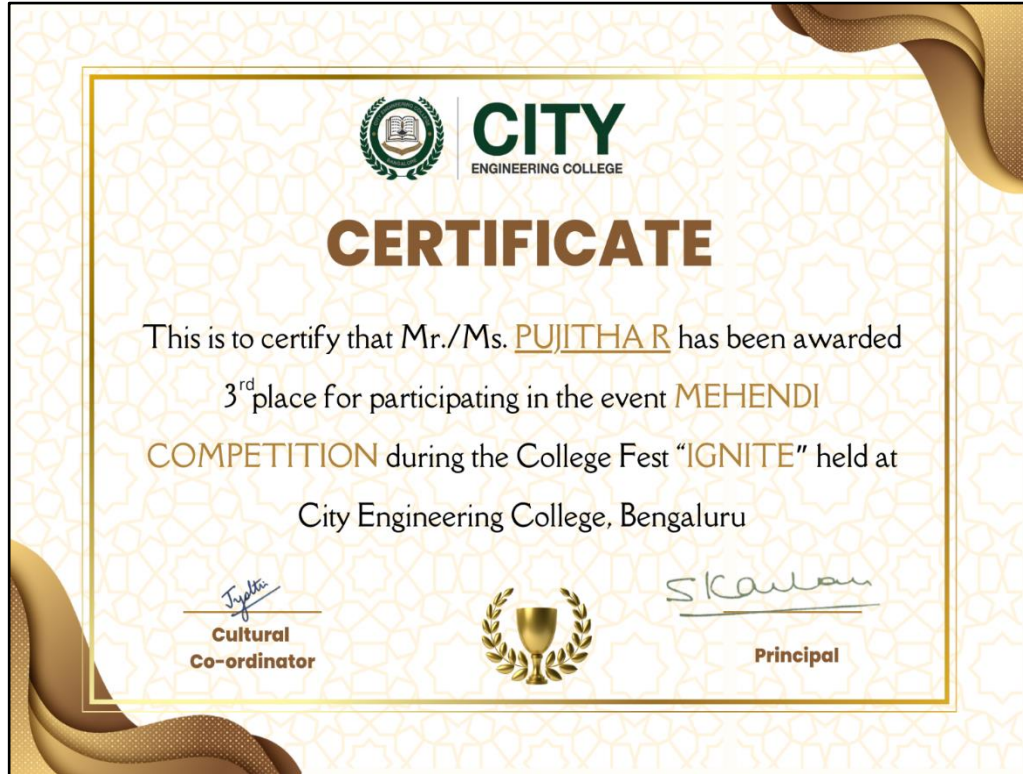 CITY
ENGINEERING COLLEGE
BANGALORE
CERTIFICATE
This is to certify that Mr./Ms. PUJITHA R has been awarded
3rd place for participating in the event MEHENDI
COMPETITION during the College Fest “IGNITE" held at
City Engineering College, Bengaluru
Jyothi
Cultural
Co-ordinator
Principal